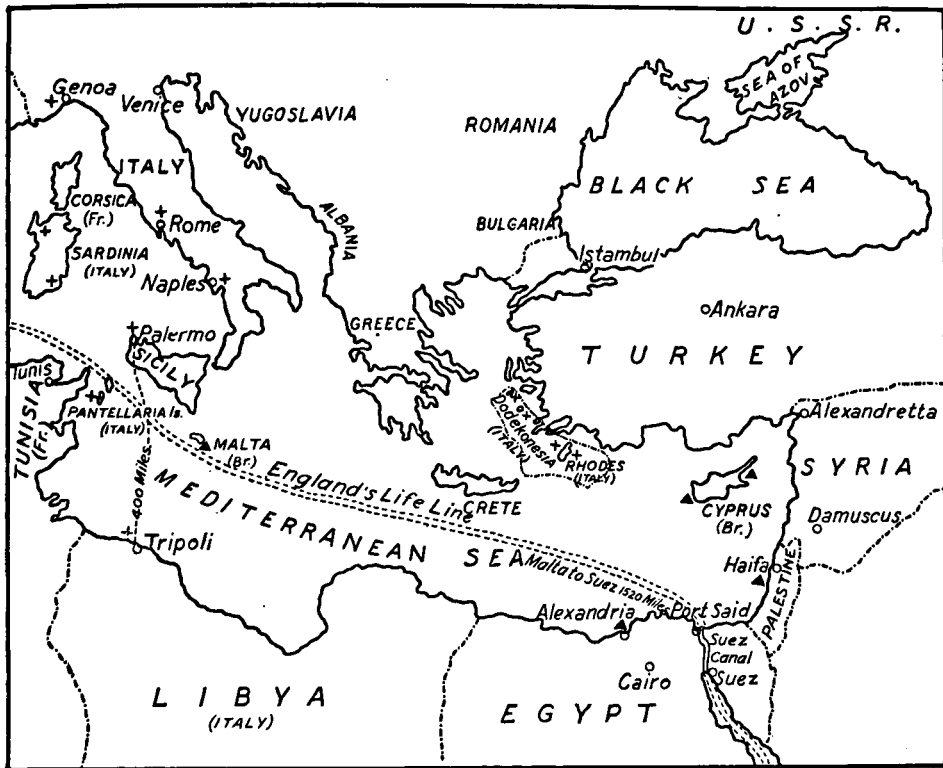 U. S. S. R.
SEA OF
AZOV
Genoa
Venice
YUGOSLAVIA
ROMANIA
ITALY
BLACK SEA
CORSICA
(Fr.)
ALBANIA
BULGARIA
Rome
SARDINIA
(ITALY)
Istambul
Naples
Ankara
GREECE
Palermo
SICILY
TURKEY
Tunis
TUNISIA
(Fr.)
PANTELLARIA Is.
(ITALY)
Dodekonesia
(ITALY)
Alexandretta
MALTA
(Br.)
RHODES
(ITALY)
SYRIA
England's Life Line
CRETE
CYPRUS
(Br.)
400 Miles.
MEDITERRANEAN SEA
Damuscus
Tripoli
Haifa
PALESTINE
Malta to Suez 1520 Miles
Alexandria
Port Said
Suez
Canal
Suez
Cairo
LIBYA
(ITALY)
EGYPT